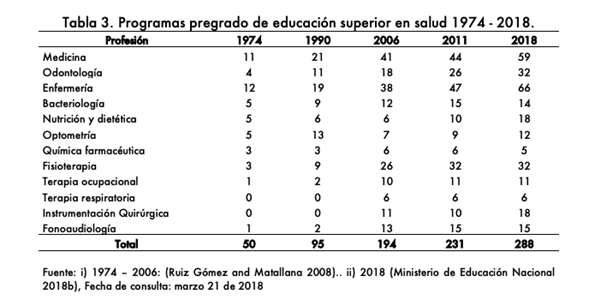 Tabla 3. Programas pregrado de educación superior en salud 1974 - 2018.
Profesión 1974 1990 2006 2011 2018
Medicina 11 21 41 44 59
Odontología 4 11 18 26 32
Enfermería 12 19 38 47 66
Bacteriología 5 9 12 15 14
Nutrición y dietética 5 6 6 10 18
Optometría 5 13 7 9 12
Química farmacéutica 3 3 6 6 5
Fisioterapia 3 9 26 32 32
Terapia ocupacional 1 2 10 11 11
Terapia respiratoria 0 0 6 6 6
Instrumentación Quirúrgica 0 0 11 10 18
Fonoaudiología 1 2 13 15 15
Total 50 95 194 231 288
Fuente: i) 1974 – 2006: (Ruiz Gómez and Matallana 2008).. ii) 2018 (Ministerio de Educación Nacional
2018b), Fecha de consulta: marzo 21 de 2018